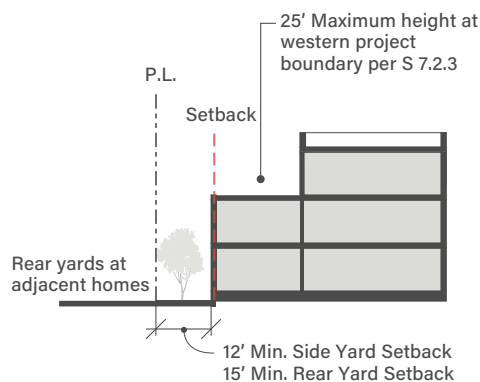 25' Maximum height at
western project
boundary per S 7.2.3
P.L.
Setback
Rear yards at
adjacent homes
12' Min. Side Yard Setback
15' Min. Rear Yard Setback